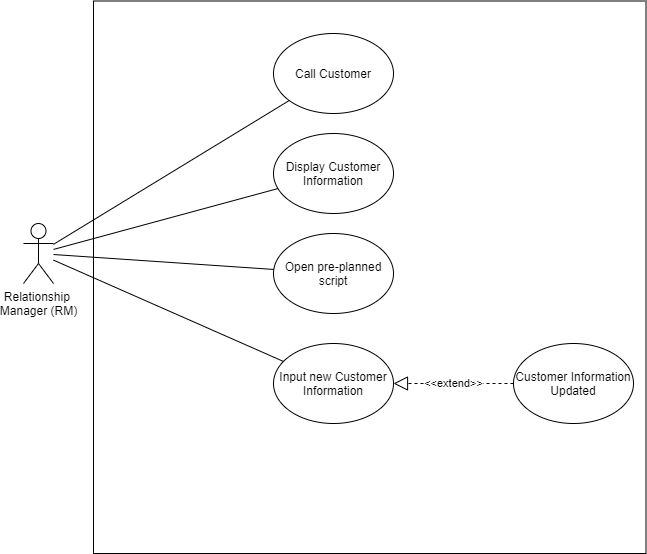 Call Customer
Display Customer
Information
Relationship
Manager (RM)
Open pre-planned
script
Input new Customer
Information
<<extend>>
Customer Information
Updated